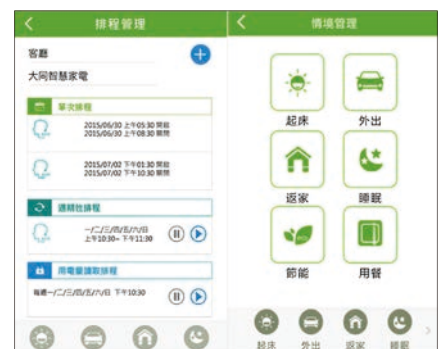 排程管理
客廳
大同智慧家電
單次排程
2015/06/30 上午05:30 開啟
2015/06/30 上午08:30 關閉
2015/07/02 下午01:30 開啟
2015/07/02 下午10:30 關閉
週期性排程
一/二/三/四/五/六/日
上午10:30~ 下午11:30
用電量讀取排程
每週一/二/三/四/五/六/日 下午10:30
情境管理
起床
外出
返家
睡眠
節能
用餐
起床
外出
返家
睡眠